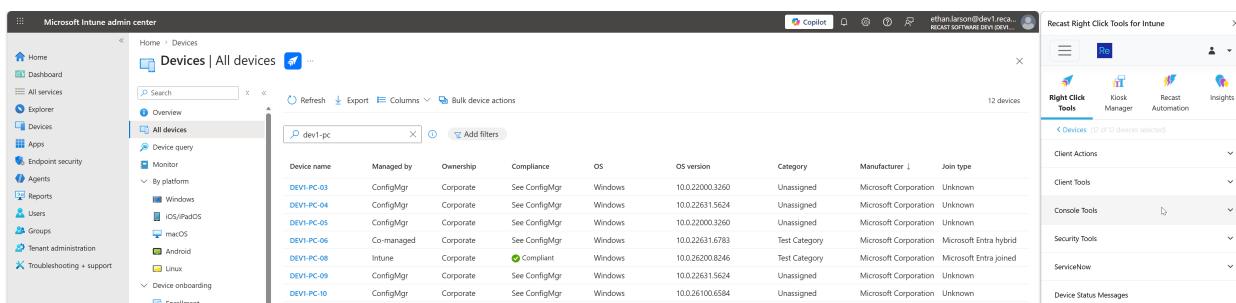 Microsoft Intune admin center
Copilot
ethan.larson@dev1.reca...
RECAST SOFTWARE DEV1 (DEV1....
Home
Dashboard
All services
Explorer
Devices
Apps
Endpoint security
Agents
Reports
Users
Groups
Tenant administration
Troubleshooting + support
Home > Devices
Devices | All devices
Search
Overview
All devices
Device query
Monitor
By platform
Windows
iOS/iPadOS
macOS
Android
Linux
Device onboarding
Enrollment
Refresh Export Columns Bulk device actions 12 devices
dev1-pc Add filters
Device name Managed by Ownership Compliance OS OS version Category Manufacturer ↓ Join type
DEV1-PC-03 ConfigMgr Corporate See ConfigMgr Windows 10.0.22000.3260 Unassigned Microsoft Corporation Unknown
DEV1-PC-04 ConfigMgr Corporate See ConfigMgr Windows 10.0.22631.5624 Unassigned Microsoft Corporation Unknown
DEV1-PC-05 ConfigMgr Corporate See ConfigMgr Windows 10.0.22000.3260 Unassigned Microsoft Corporation Unknown
DEV1-PC-06 Co-managed Corporate See ConfigMgr Windows 10.0.22631.6783 Test Category Microsoft Corporation Microsoft Entra hybrid
DEV1-PC-08 Intune Corporate Compliant Windows 10.0.26200.8246 Test Category Microsoft Corporation Microsoft Entra joined
DEV1-PC-09 ConfigMgr Corporate See ConfigMgr Windows 10.0.22631.5624 Unassigned Microsoft Corporation Unknown
DEV1-PC-10 ConfigMgr Corporate See ConfigMgr Windows 10.0.26100.6584 Unassigned Microsoft Corporation Unknown
Recast Right Click Tools for Intune
Re
Right Click Tools
Kiosk Manager
Recast Automation
Insights
Devices (12 of 12 devices selected)
Client Actions
Client Tools
Console Tools
Security Tools
ServiceNow
Device Status Messages